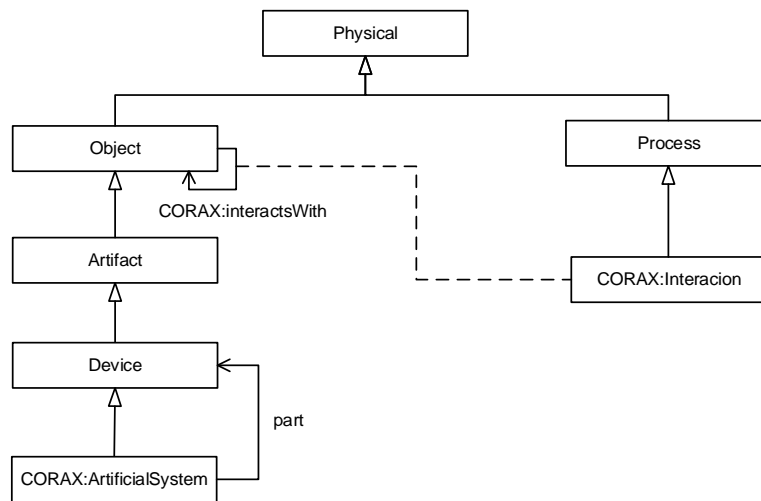 Physical
Object
Process
CORAX:interactsWith
Artifact
CORAX:Interacion
Device
part
CORAX:ArtificialSystem